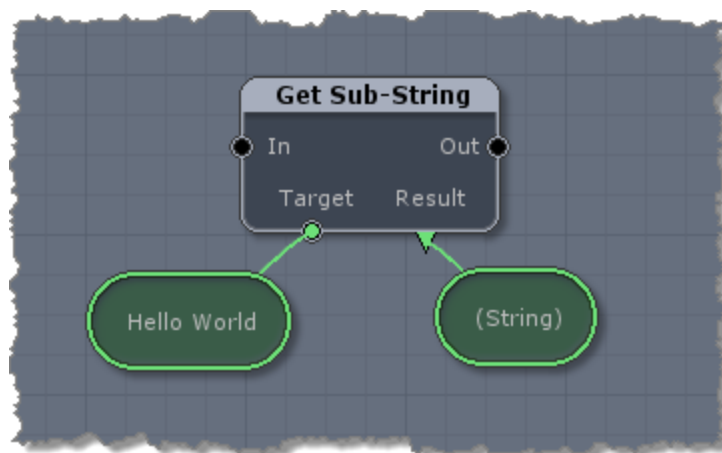 Get Sub-String
In Out
Target Result
Hello World
(String)